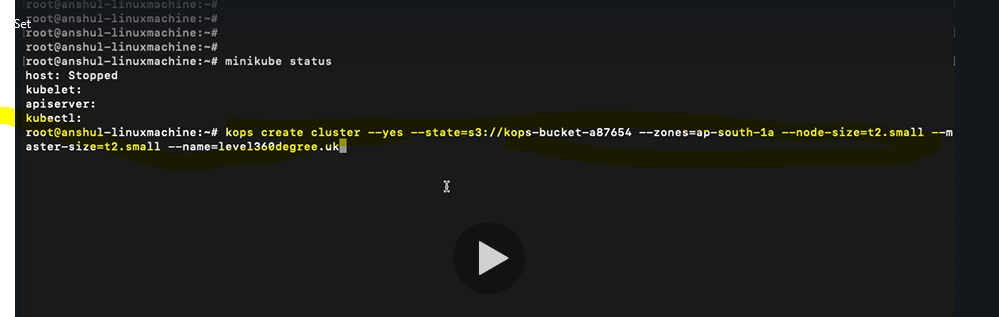 root@anshul-linuxmachine:~#
root@anshul-linuxmachine:~#
Set
root@anshul-linuxmachine:~#
root@anshul-linuxmachine:~#
root@anshul-linuxmachine:~# minikube status
host: Stopped
kubelet:
apiserver:
kubectl:
root@anshul-linuxmachine:~# kops create cluster --yes --state=s3://kops-bucket-a87654 --zones=ap-south-1a --node-size=t2.small --m
aster-size=t2.small --name=level360degree.uk